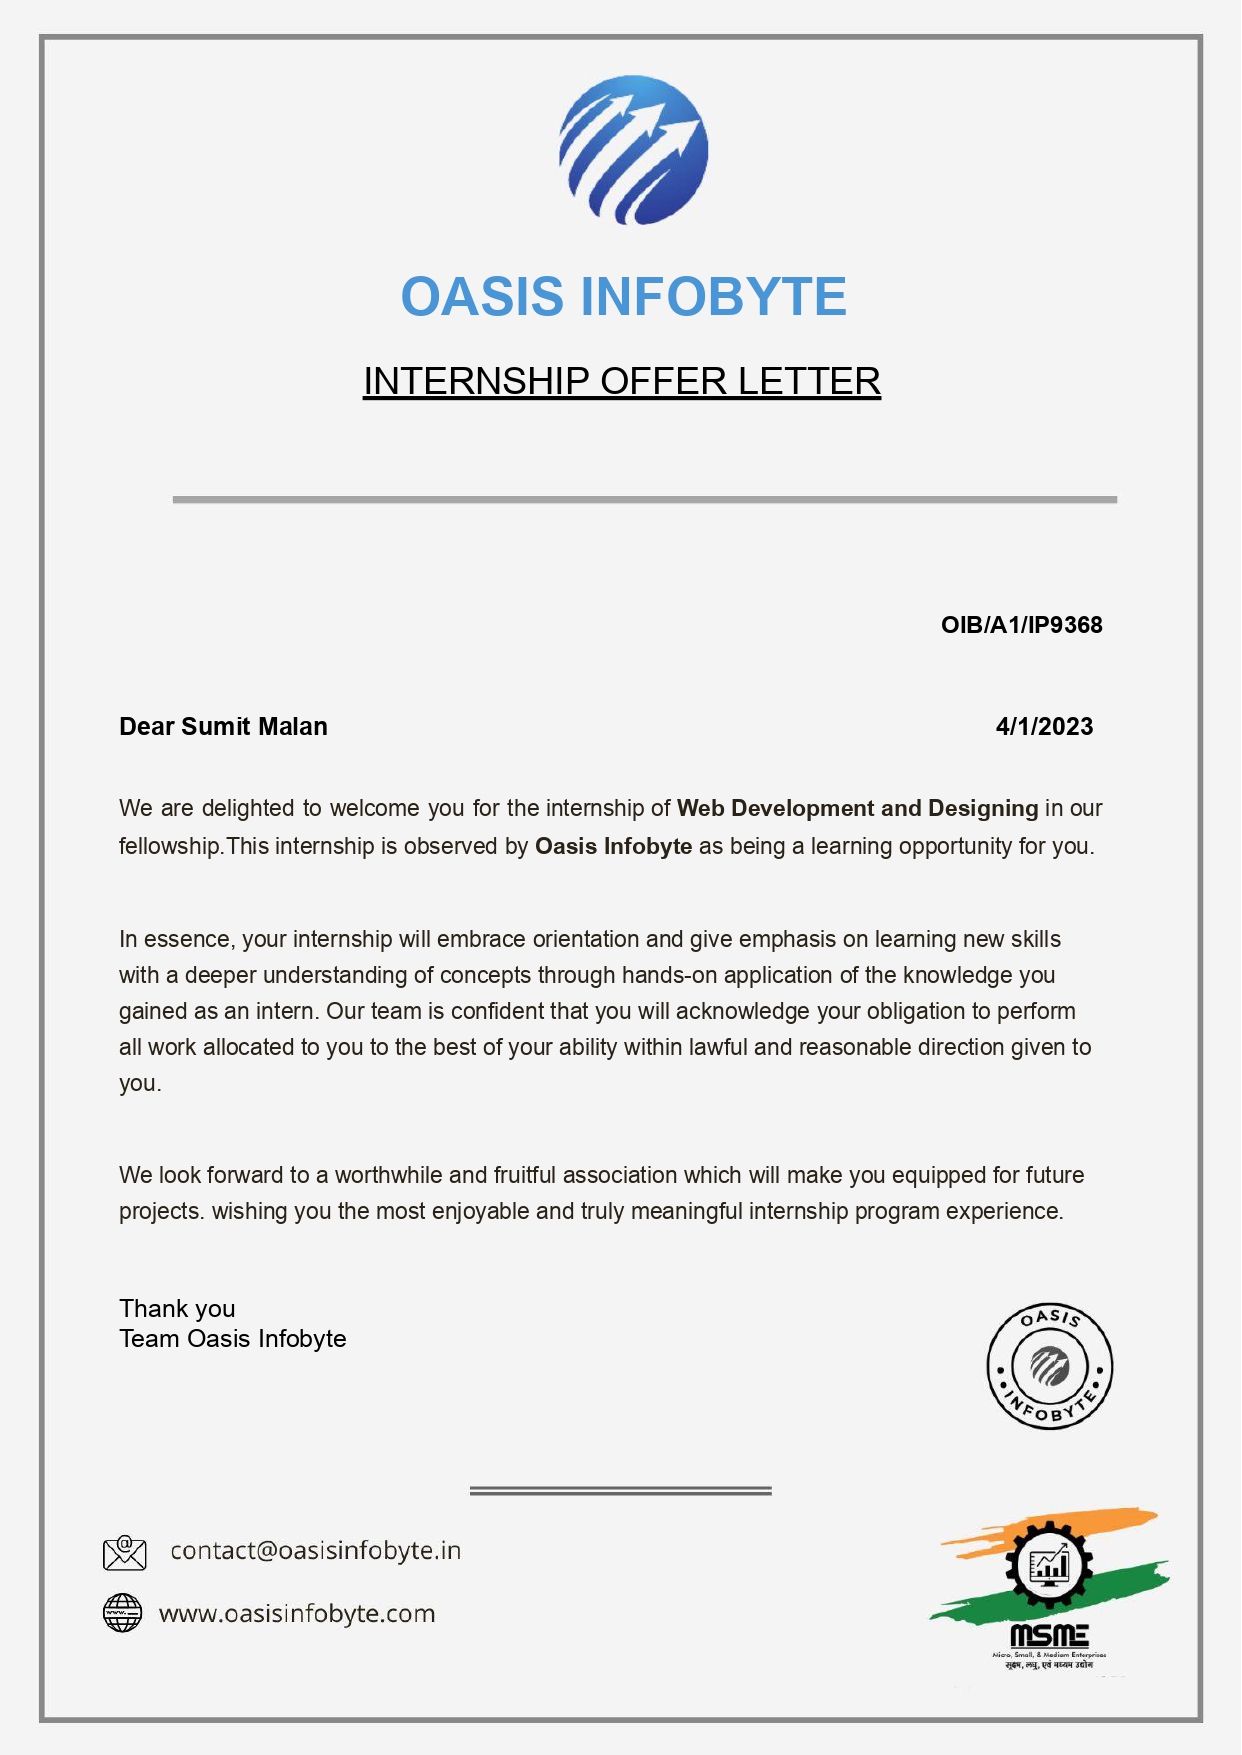 OASIS INFOBYTE
INTERNSHIP OFFER LETTER
OIB/A1/IP9368
Dear Sumit Malan 4/1/2023
We are delighted to welcome you for the internship of Web Development and Designing in our
fellowship.This internship is observed by Oasis Infobyte as being a learning opportunity for you.
In essence, your internship will embrace orientation and give emphasis on learning new skills
with a deeper understanding of concepts through hands-on application of the knowledge you
gained as an intern. Our team is confident that you will acknowledge your obligation to perform
all work allocated to you to the best of your ability within lawful and reasonable direction given to
you.
We look forward to a worthwhile and fruitful association which will make you equipped for future
projects. wishing you the most enjoyable and truly meaningful internship program experience.
Thank you
Team Oasis Infobyte
OASIS
INFOBYTE
@ contact@oasisinfobyte.in
www. www.oasisinfobyte.com
MSME
Micro, Small, & Medium Enterprises
सूक्ष्म, लघु, एवं मध्यम उद्योग